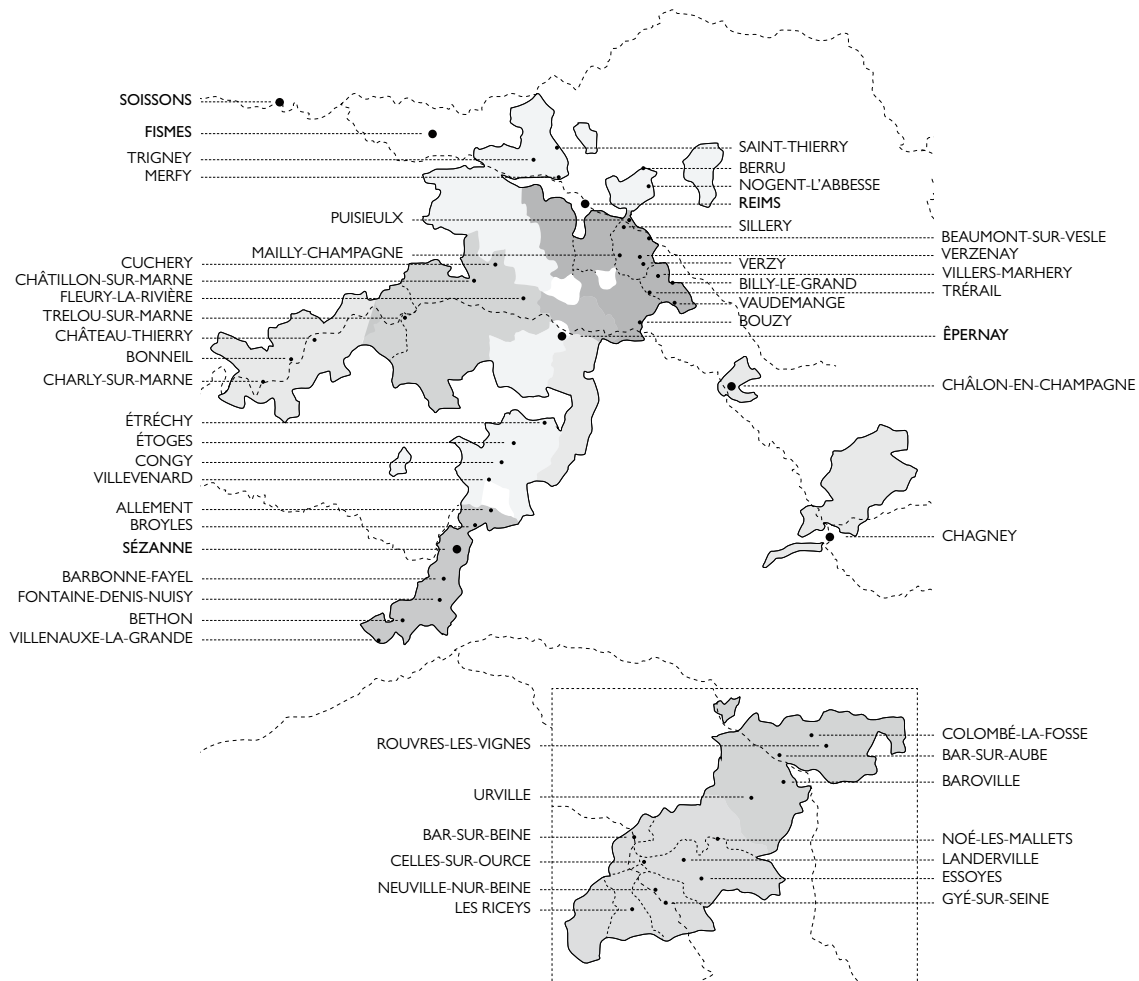 SOISSONS
FISMES
TRIGNEY
MERFY
SAINT-THIERRY
BERRU
NOGENT-L'ABBESSE
REIMS
PUISIEULX
SILLERY
BEAUMONT-SUR-VESLE
MAILLY-CHAMPAGNE
VERZENAY
CUCHERY
VERZY
VILLERS-MARHERY
CHÂTILLON-SUR-MARNE
BILLY-LE-GRAND
TRÉRAIL
FLEURY-LA-RIVIÈRE
VAUDEMANGE
TRELOU-SUR-MARNE
BOUZY
CHÂTEAU-THIERRY
ÊPERNAY
BONNEIL
CHARLY-SUR-MARNE
CHÂLON-EN-CHAMPAGNE
ÉTRÉCHY
ÉTOGES
CONGY
VILLEVENARD
ALLEMENT
BROYLES
CHAGNEY
SÉZANNE
BARBONNE-FAYEL
FONTAINE-DENIS-NUISY
BETHON
VILLENAUXE-LA-GRANDE
COLOMBÉ-LA-FOSSE
ROUVRES-LES-VIGNES
BAR-SUR-AUBE
BAROVILLE
URVILLE
BAR-SUR-BEINE
NOÉ-LES-MALLETS
CELLES-SUR-OURCE
LANDERVILLE
ESSOYES
NEUVILLE-NUR-BEINE
GYÉ-SUR-SEINE
LES RICEYS